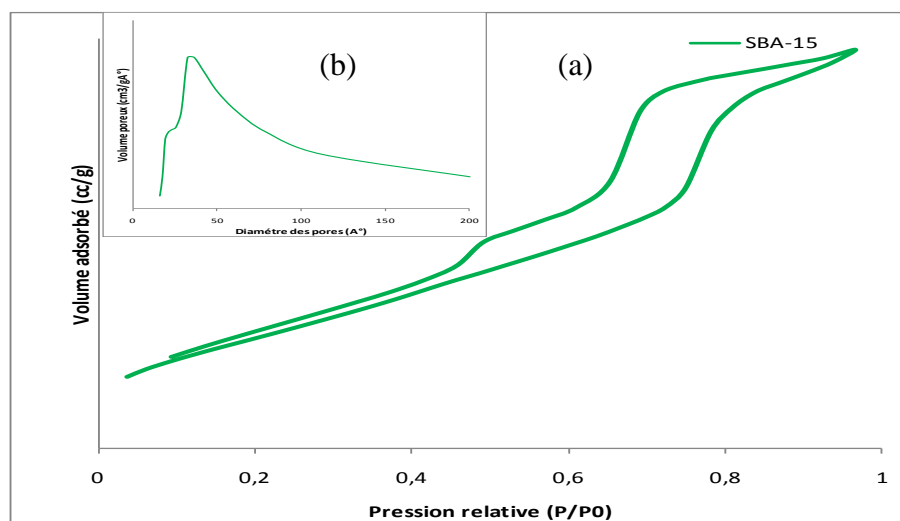 (b)
(a)
SBA-15
Volume poreux (cm3/gA°)
0 50 100 150 200
Diamétre des pores (A°)
Volume adsorbé (cc/g)
0 0,2 0,4 0,6 0,8 1
Pression relative (P/P0)